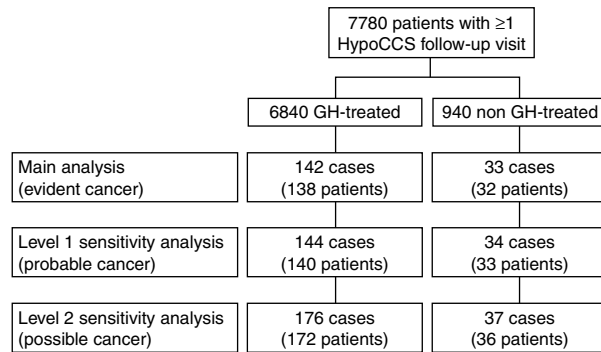 7780 patients with ≥1
HypoCCS follow-up visit
6840 GH-treated
940 non GH-treated
Main analysis
(evident cancer)
142 cases
(138 patients)
33 cases
(32 patients)
Level 1 sensitivity analysis
(probable cancer)
144 cases
(140 patients)
34 cases
(33 patients)
Level 2 sensitivity analysis
(possible cancer)
176 cases
(172 patients)
37 cases
(36 patients)